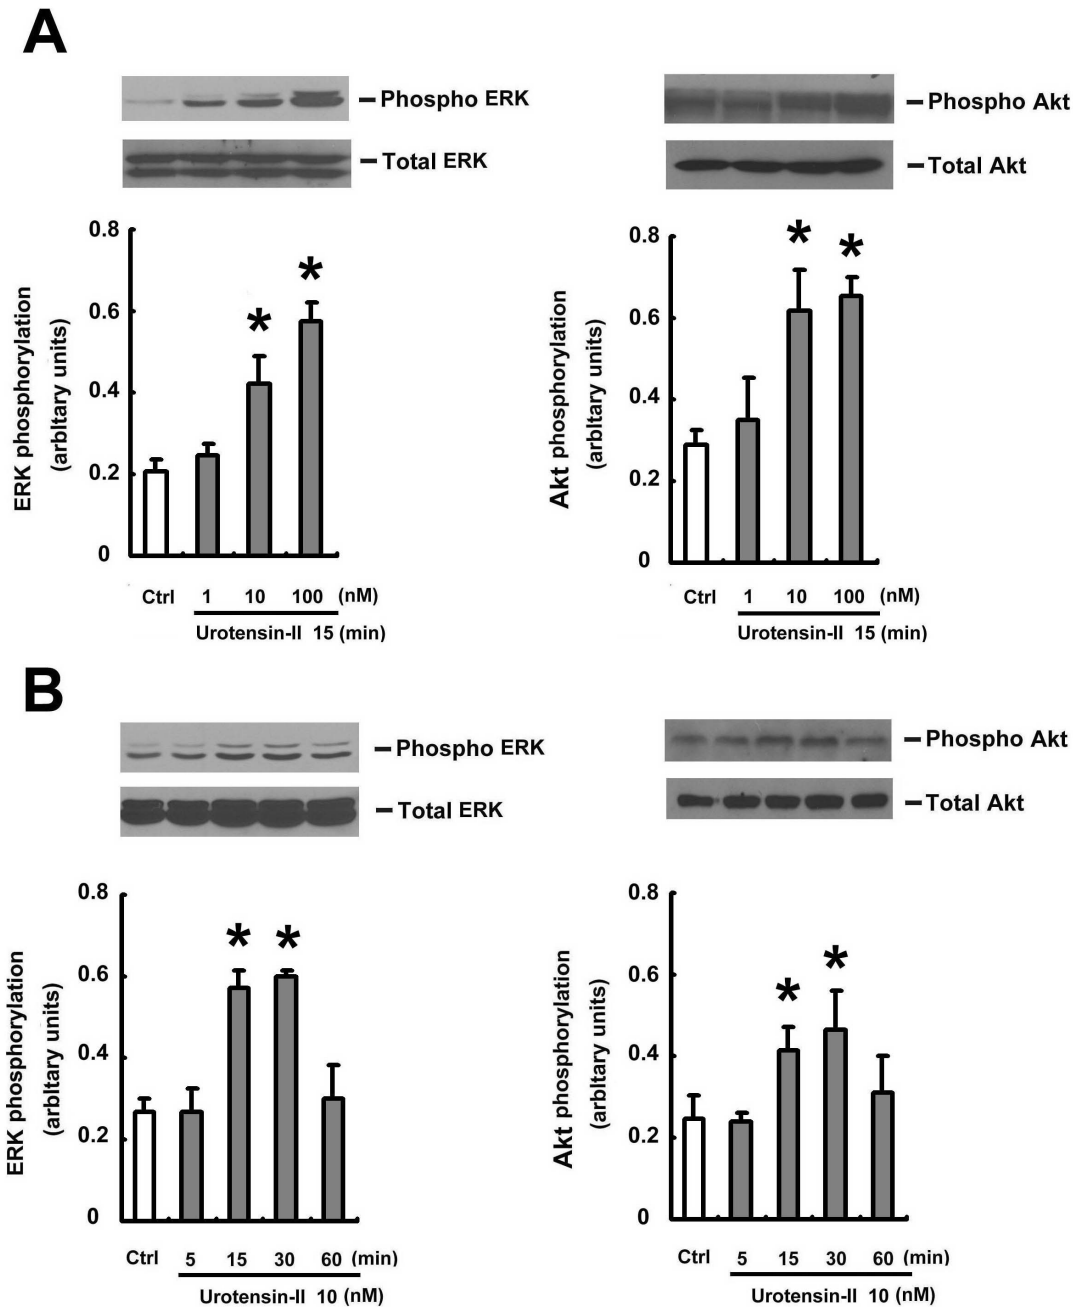 A
Phospho ERK
Total ERK
Phospho Akt
Total Akt
ERK phosphorylation
(arbItary units)
0.8
0.6
0.4
0.2
0
*
*
Ctrl 1 10 100 (nM)
Urotensin-II 15 (min)
Akt phosphorylation
(arbItary units)
0.8
0.6
0.4
0.2
0
*
*
Ctrl 1 10 100 (nM)
Urotensin-II 15 (min)
B
Phospho ERK
Total ERK
Phospho Akt
Total Akt
ERK phosphorylation
(arbItary units)
0.8
0.6
0.4
0.2
0
*
*
Ctrl 5 15 30 60 (min)
Urotensin-II 10 (nM)
Akt phosphorylation
(arbItary units)
0.8
0.6
0.4
0.2
0
*
*
Ctrl 5 15 30 60 (min)
Urotensin-II 10 (nM)